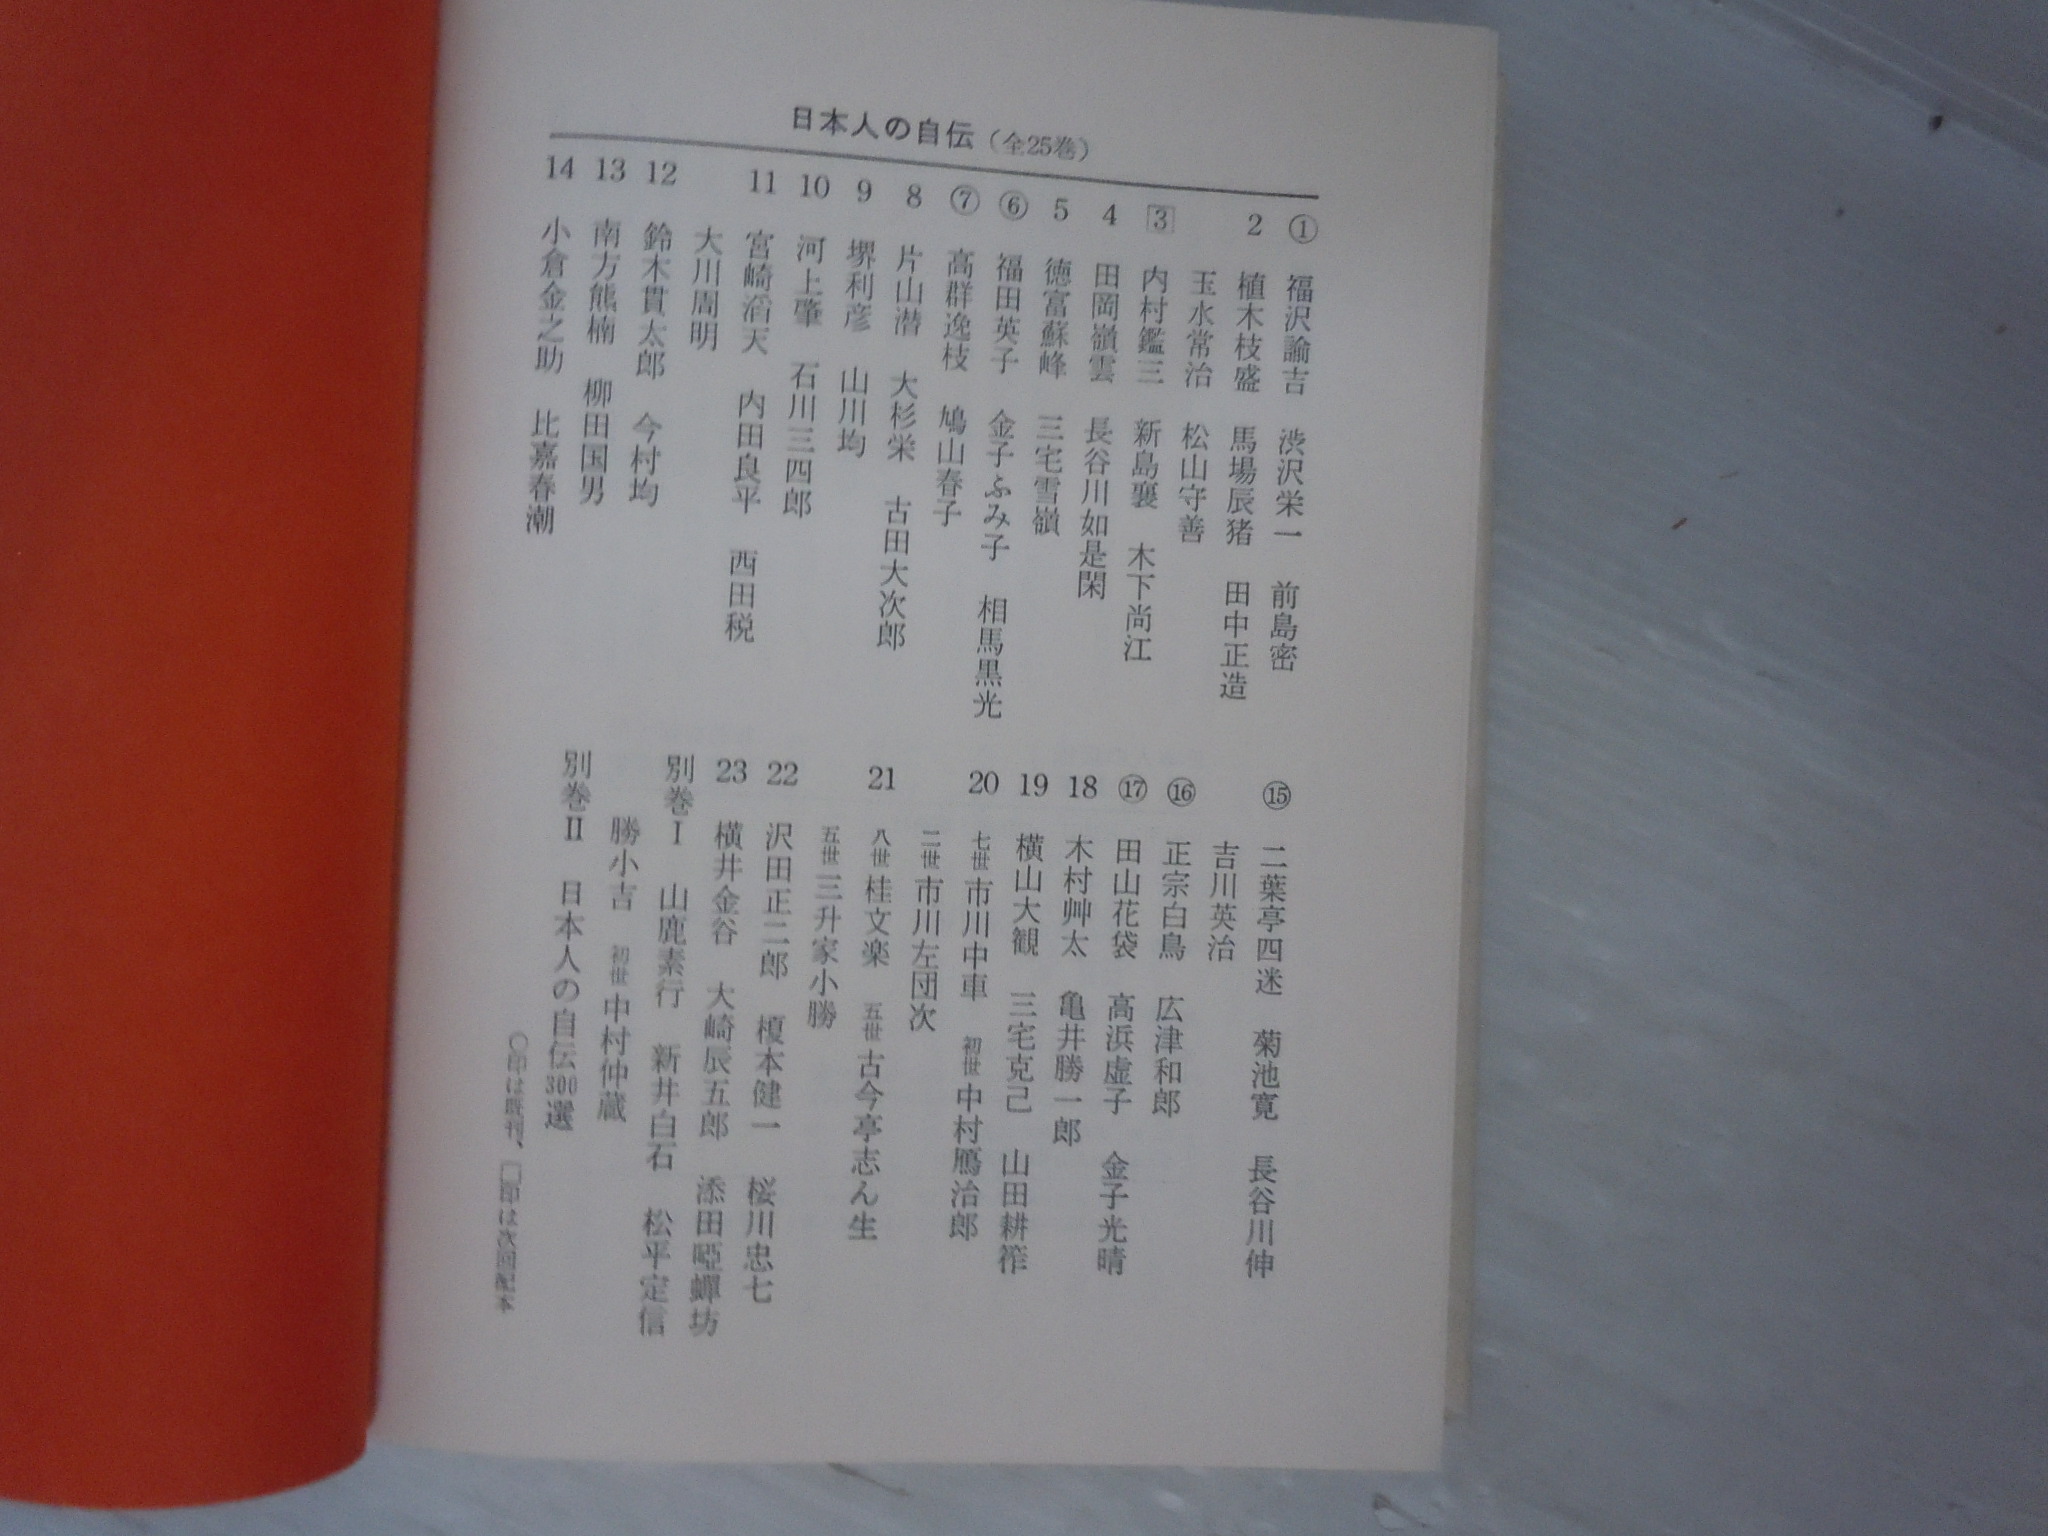 日本人の自伝（全25巻）
① 福沢諭吉 渋沢栄一 前島密
2 植木枝盛 馬場辰猪 田中正造
玉水常治 松山守善
3 内村鑑三 新島襄 木下尚江
4 田岡嶺雲 長谷川如是閑
5 徳富蘇峰 三宅雪嶺
⑥ 福田英子 金子ふみ子 相馬黒光
⑦ 高群逸枝 鳩山春子
8 片山潜 大杉栄 古田大次郎
9 堺利彦 山川均
10 河上肇 石川三四郎
11 宮崎滔天 内田良平 西田税
大川周明
12 鈴木貫太郎 今村均
13 南方熊楠 柳田国男
14 小倉金之助 比嘉春潮
⑮ 二葉亭四迷 菊池寛 長谷川伸
吉川英治
⑯ 正宗白鳥 広津和郎
⑰ 田山花袋 高浜虚子 金子光晴
18 木村艸太 亀井勝一郎
19 横山大観 三宅克己 山田耕筰
20 七世市川中車 初世中村鴈治郎
二世市川左団次
21 八世桂文楽 五世古今亭志ん生
五世三升家小勝
22 沢田正二郎 榎本健一 桜川忠七
23 横井金谷 大崎辰五郎 添田啞蟬坊
別巻Ⅰ 山鹿素行 新井白石 松平定信
勝小吉 初世中村仲蔵
別巻Ⅱ 日本人の自伝300選
○印は既刊、□印は次回配本